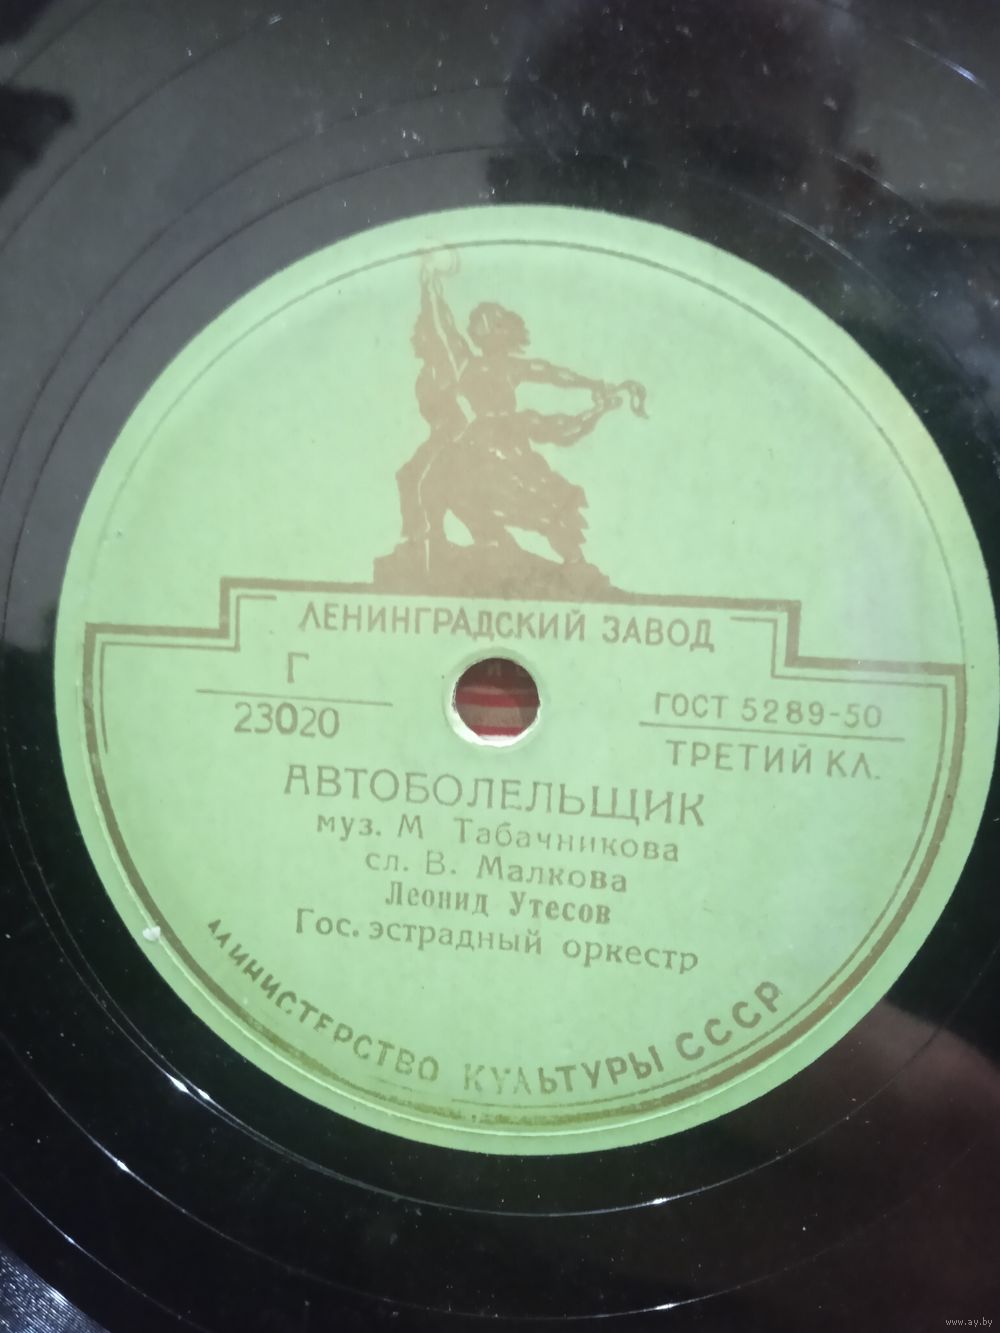 ЛЕНИНГРАДСКИЙ ЗАВОД
Г
23020
ГОСТ 5289-50
ТРЕТИЙ КЛ.
АВТОБОЛЕЛЬЩИК
муз. М Табачникова
сл. В. Малкова
Леонид Утесов
Гос. эстрадный оркестр
МИНИСТЕРСТВО КУЛЬТУРЫ СССР
www.ay.by